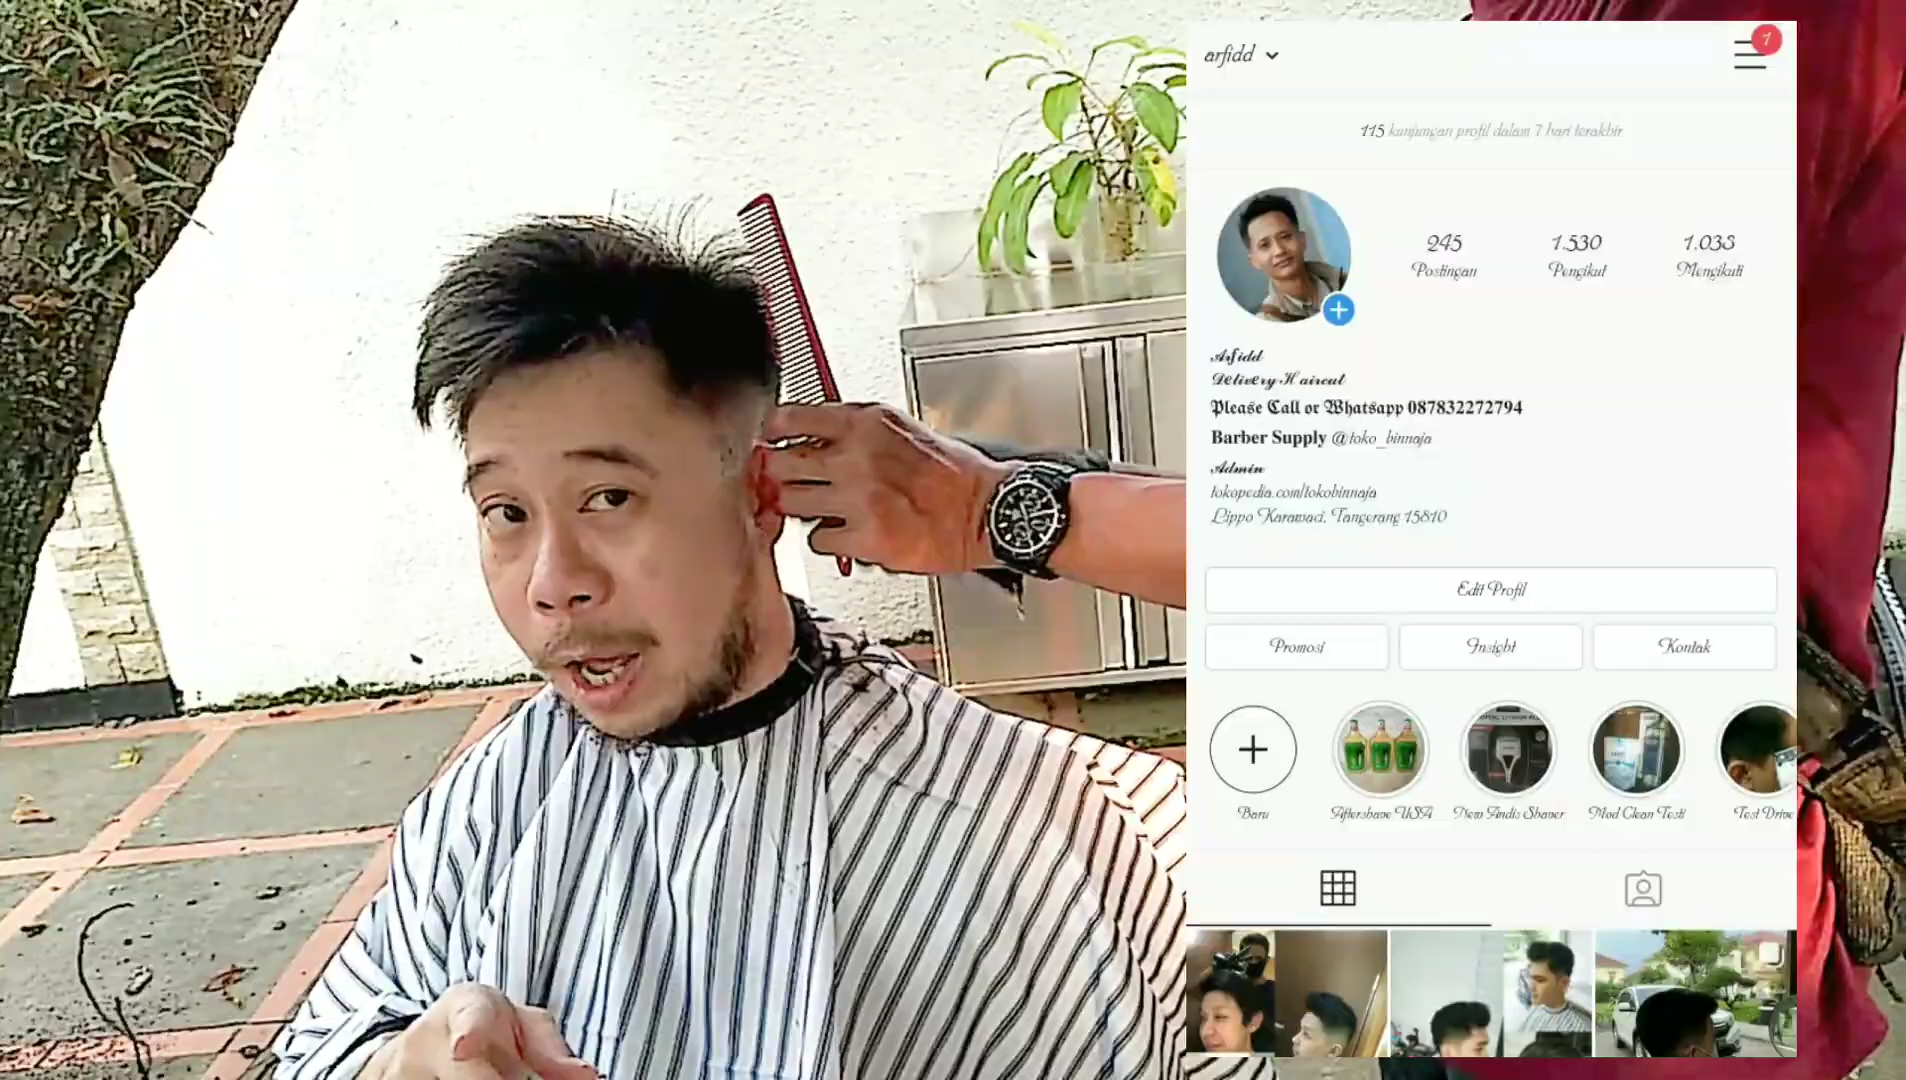 arfidd
7
115 kunjungan profil dalam 7 hari terakhir
245 1.530 1.035
Postingan Pengikut Mengikuti
Arfidd
Delivery Haircut
Please Call or Whatsapp 087832272794
Barber Supply @toko_binnaja
Admin
tokopedia.com/tokobinnaja
Lippo Karawaci, Tangerang 15810
Edit Profil
Promosi Insight Kontak
Baru Aftershave USA New Andis Shaver Mod Clean Testi Test Drive